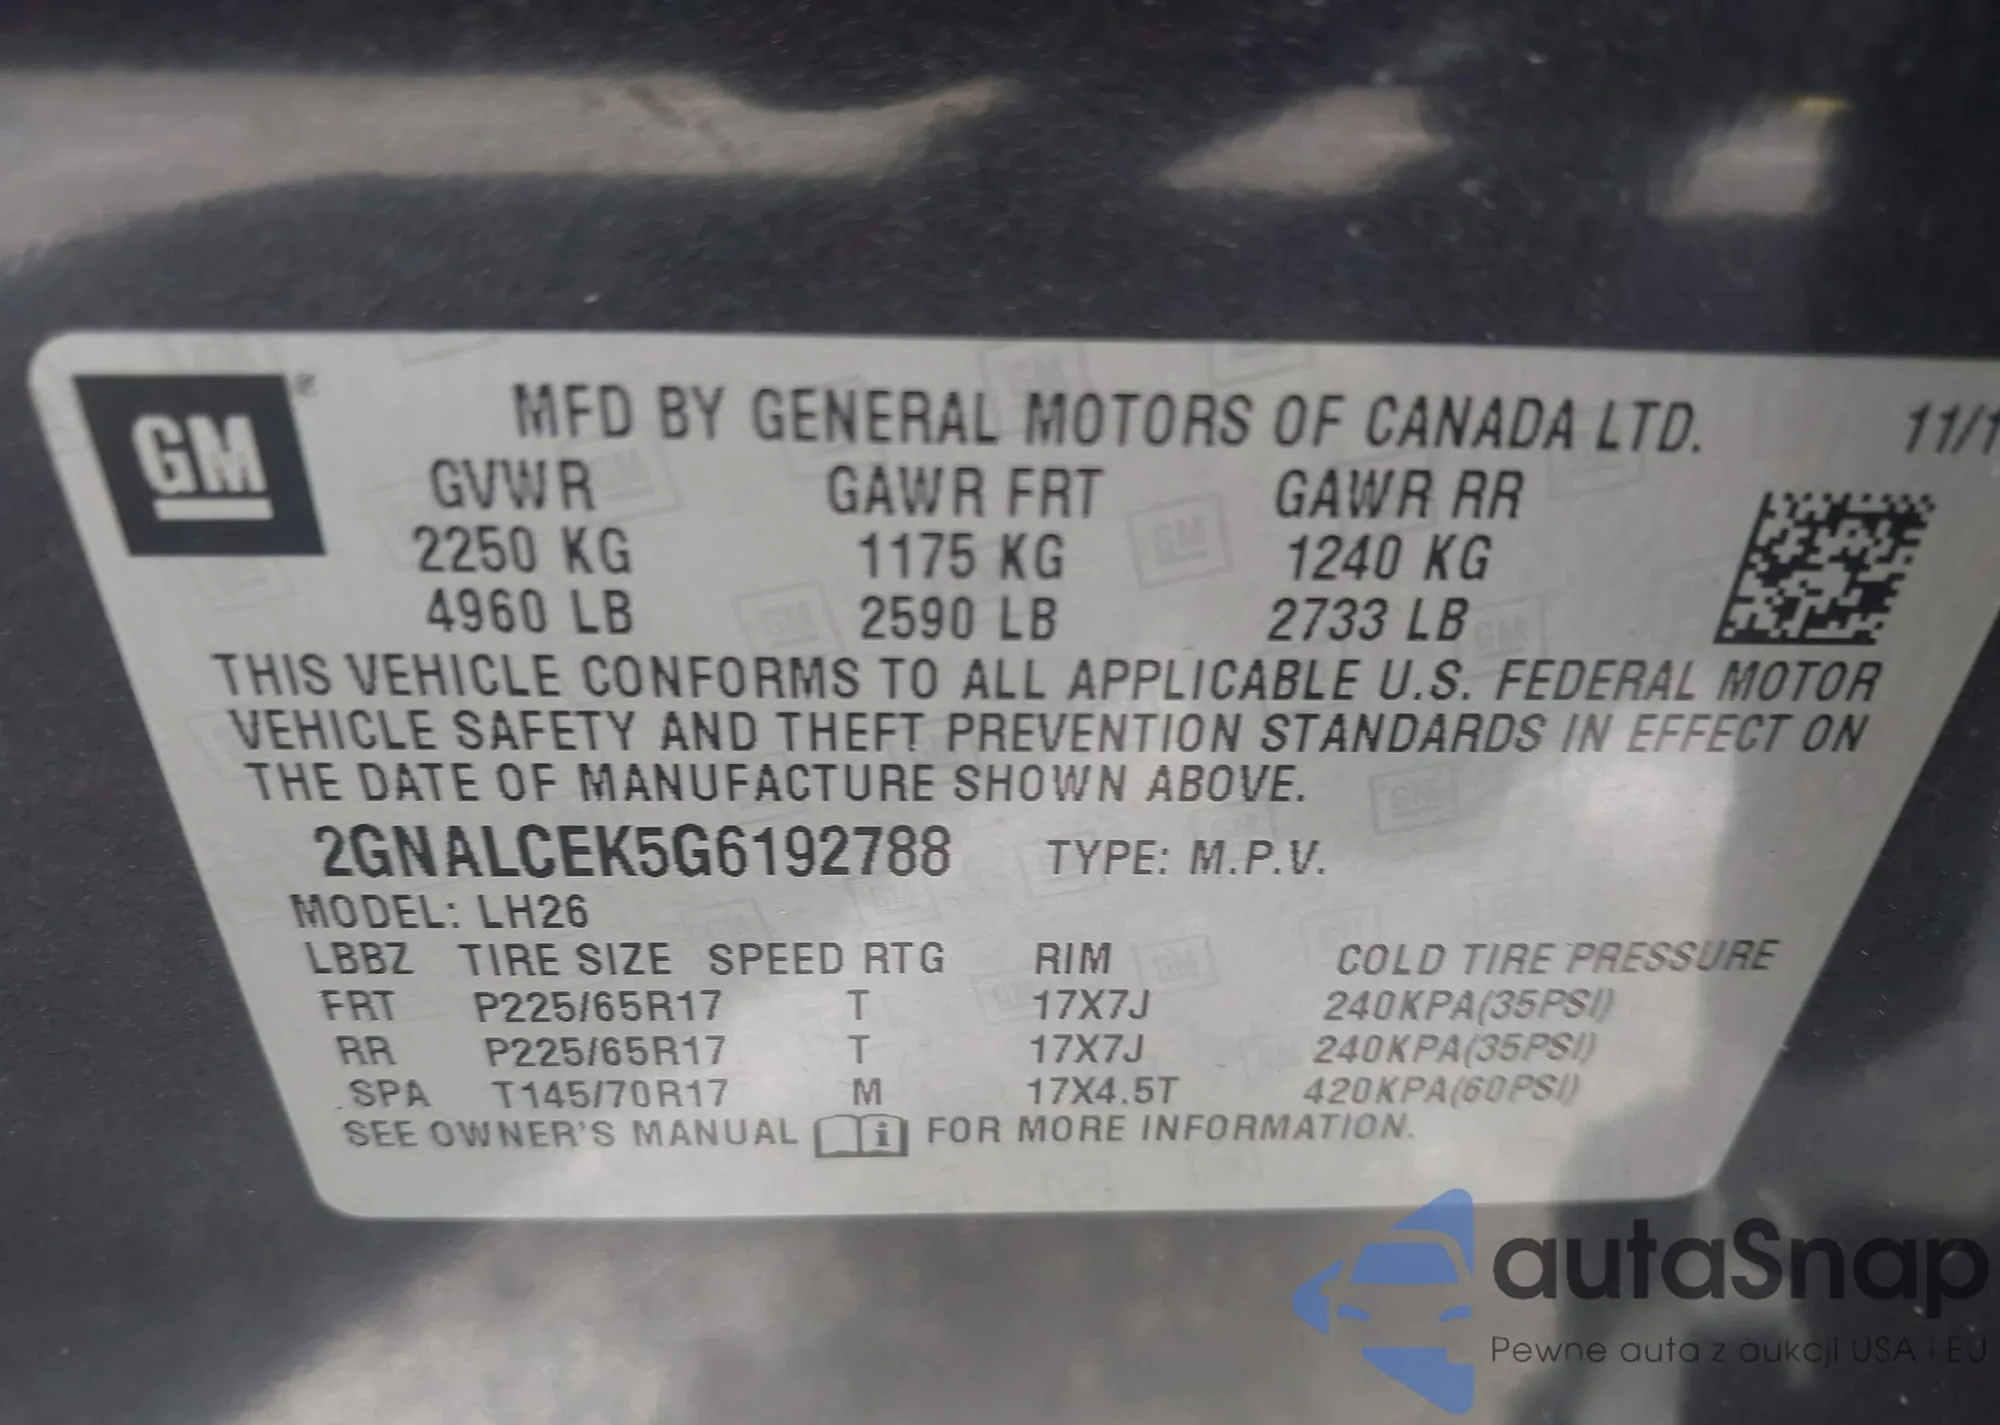 GM ®
MFD BY GENERAL MOTORS OF CANADA LTD. 11/1
GVWR GAWR FRT GAWR RR
2250 KG 1175 KG 1240 KG
4960 LB 2590 LB 2733 LB
THIS VEHICLE CONFORMS TO ALL APPLICABLE U.S. FEDERAL MOTOR
VEHICLE SAFETY AND THEFT PREVENTION STANDARDS IN EFFECT ON
THE DATE OF MANUFACTURE SHOWN ABOVE.
2GNALCEK5G6192788 TYPE: M.P.V.
MODEL: LH26
LBBZ TIRE SIZE SPEED RTG RIM COLD TIRE PRESSURE
FRT P225/65R17 T 17X7J 240KPA(35PSI)
RR P225/65R17 T 17X7J 240KPA(35PSI)
SPA T145/70R17 M 17X4.5T 420KPA(60PSI)
SEE OWNER'S MANUAL i FOR MORE INFORMATION.
autaSnap
Pewne auta z aukcji USA i EU